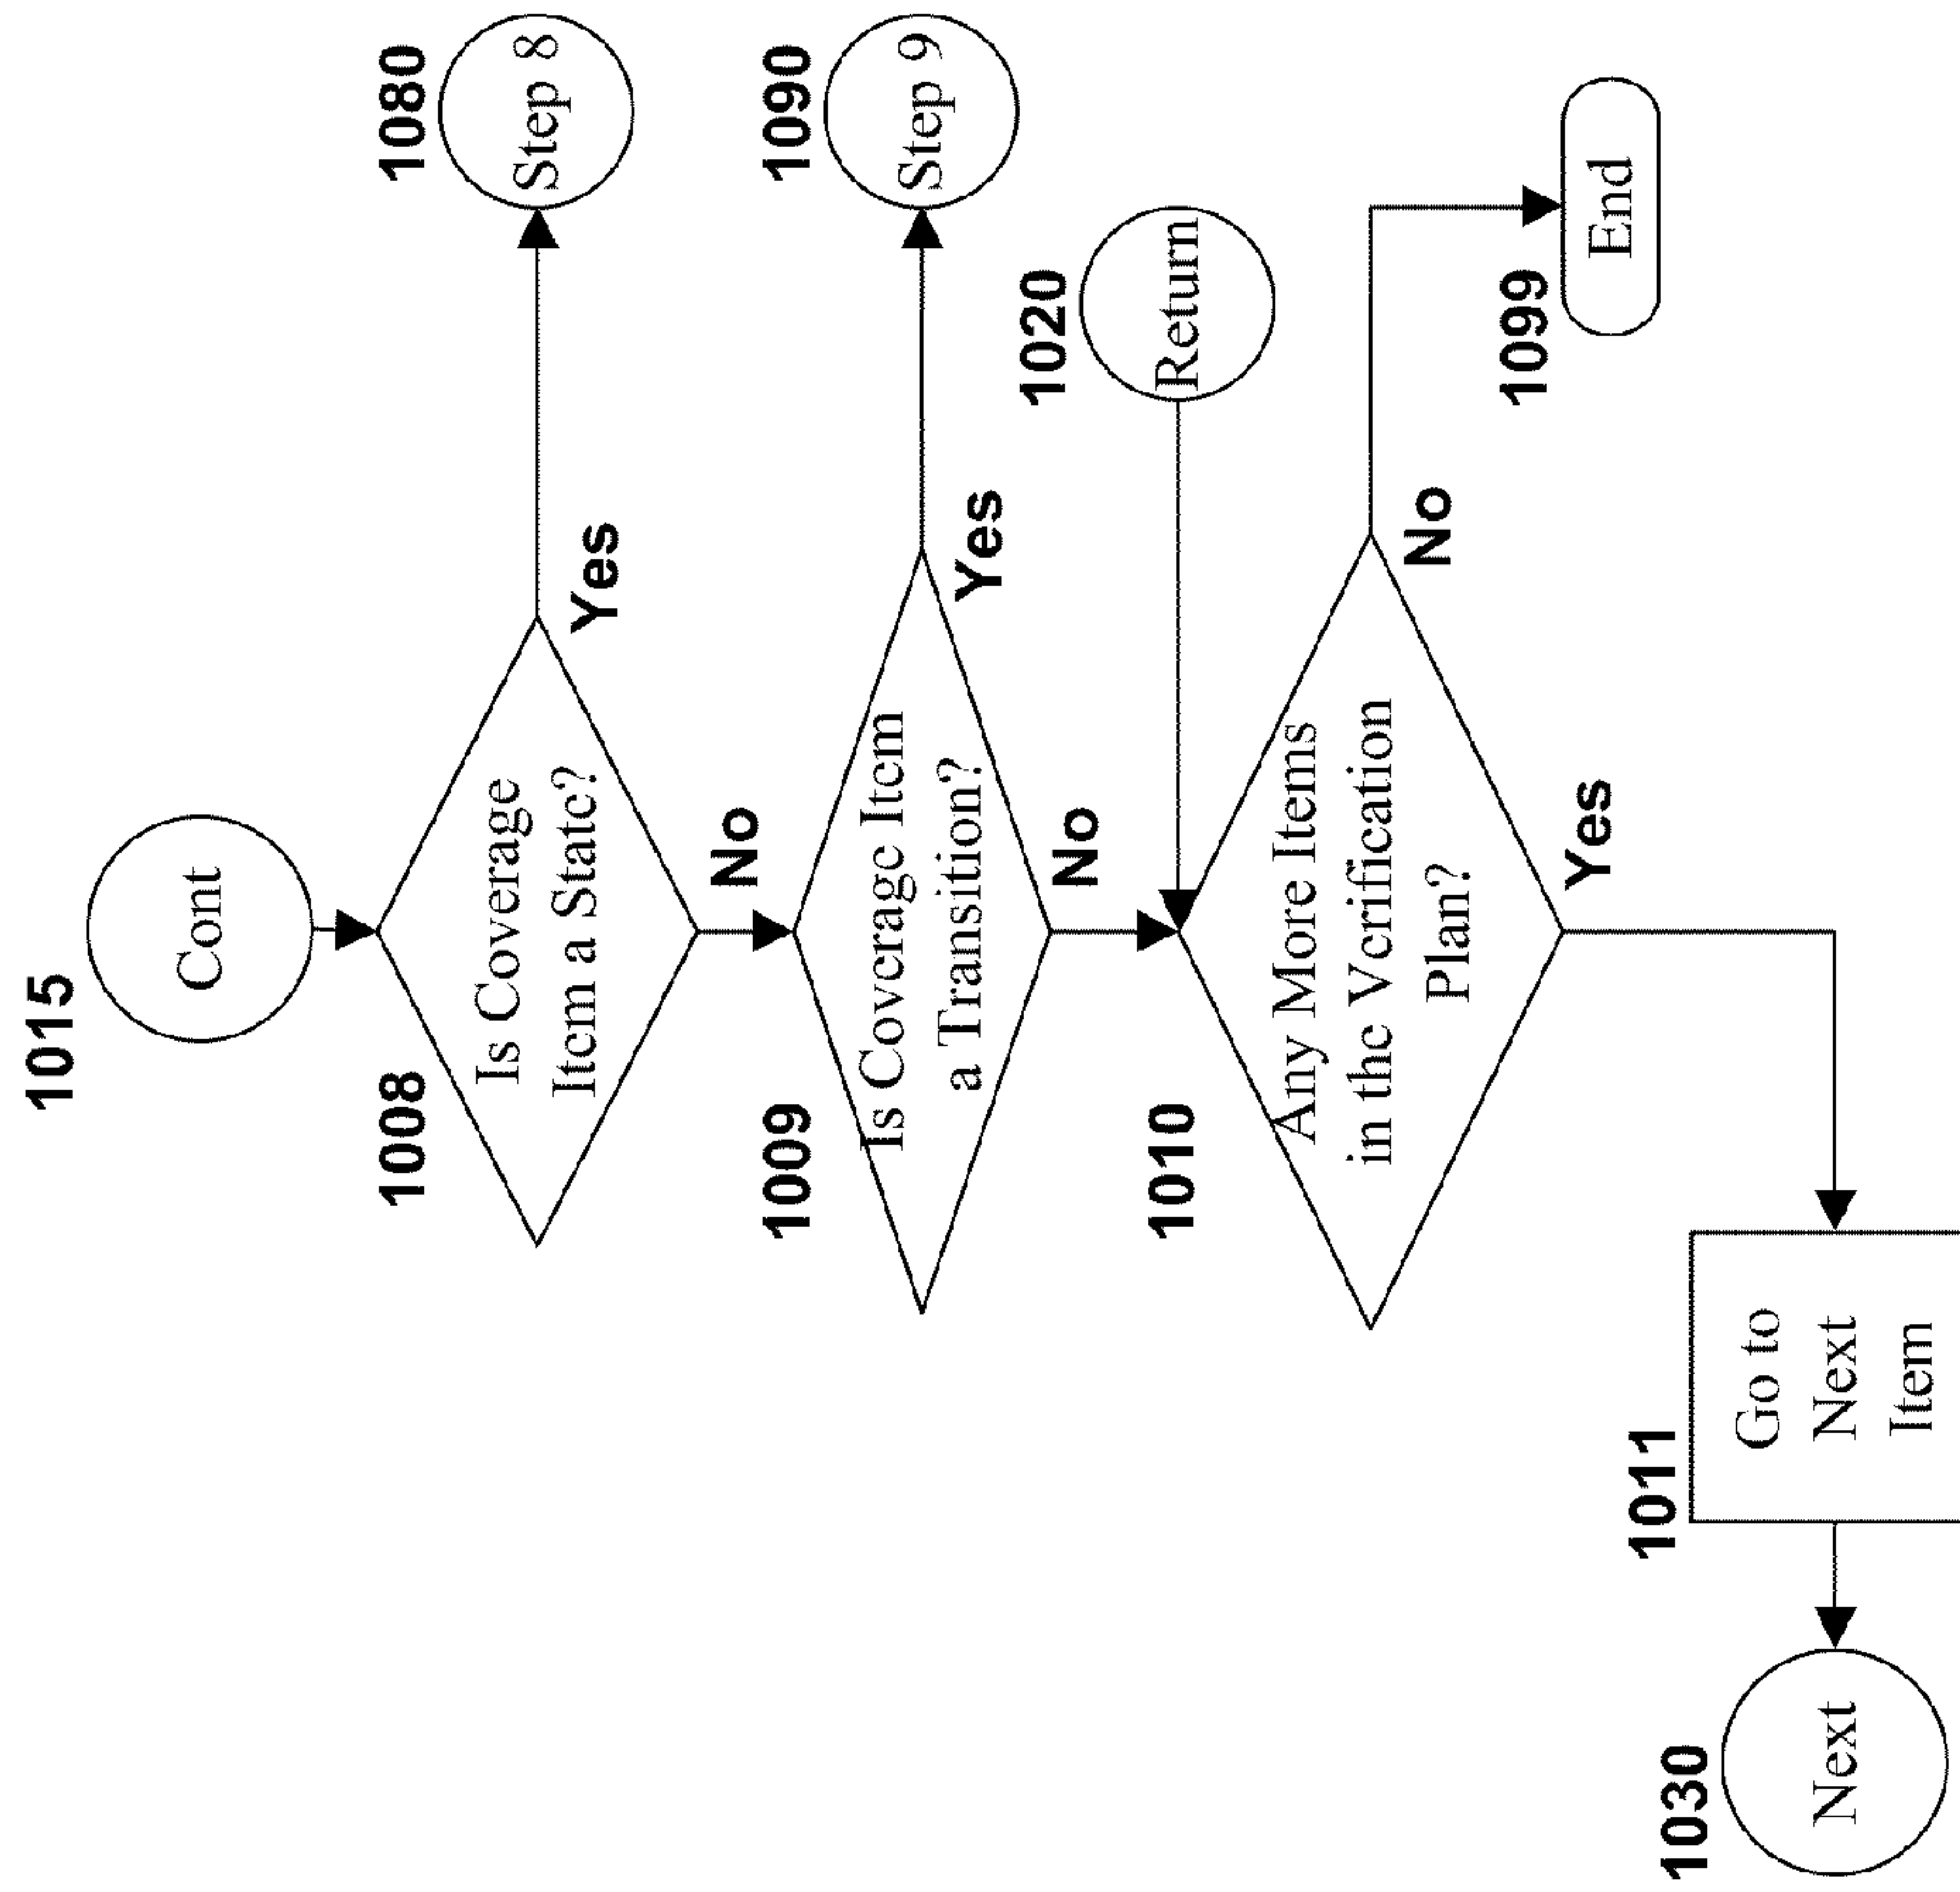 1015
Cont
1008
Is Coverage
Item a State?
Yes
1080
Step 8
No
1009
Is Coverage Item
a Transition?
Yes
1090
Step 9
No
1020
Return
1010
Any More Items
in the Verification
Plan?
No
1099
End
Yes
1011
Go to
Next
Item
1030
Next